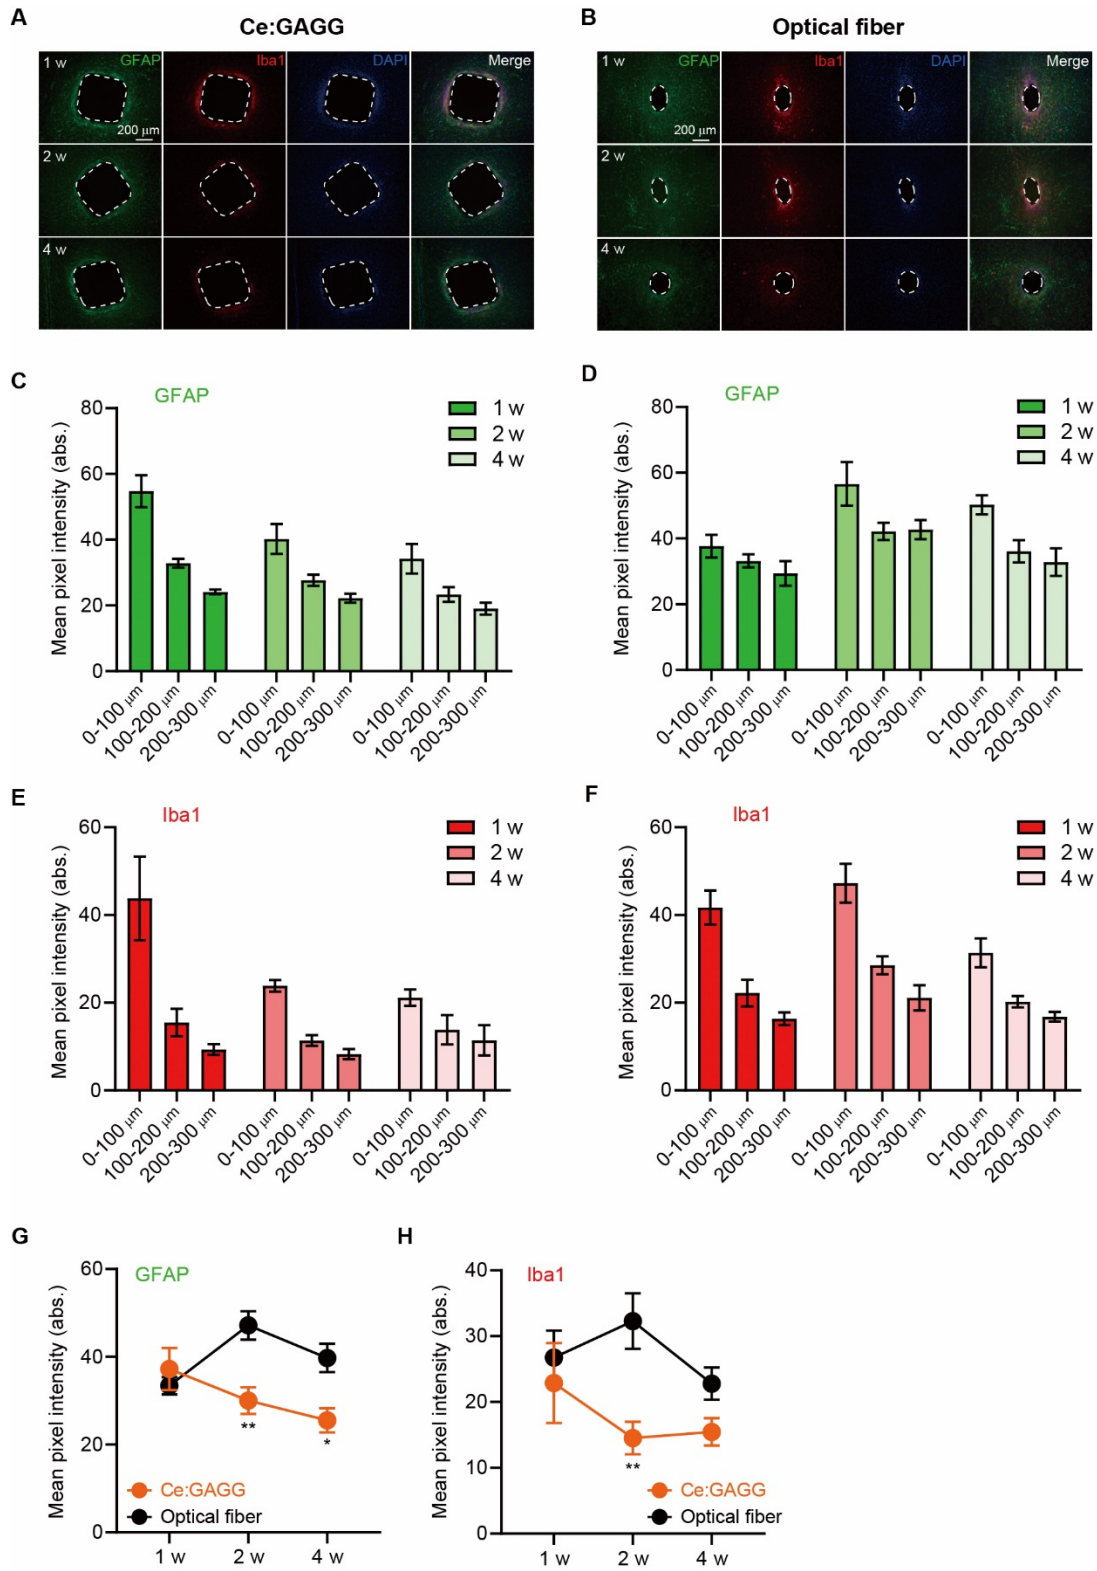 A
Ce:GAGG
1 w
GFAP
Iba1
DAPI
Merge
200 μm
2 w
4 w
B
Optical fiber
1 w
GFAP
Iba1
DAPI
Merge
200 μm
2 w
4 w
C
GFAP
Mean pixel intensity (abs.)
80
60
40
20
0
1 w
2 w
4 w
0-100 μm
100-200 μm
200-300 μm
0-100 μm
100-200 μm
200-300 μm
0-100 μm
100-200 μm
200-300 μm
D
GFAP
Mean pixel intensity (abs.)
80
60
40
20
0
1 w
2 w
4 w
0-100 μm
100-200 μm
200-300 μm
0-100 μm
100-200 μm
200-300 μm
0-100 μm
100-200 μm
200-300 μm
E
Iba1
Mean pixel intensity (abs.)
60
40
20
0
1 w
2 w
4 w
0-100 μm
100-200 μm
200-300 μm
0-100 μm
100-200 μm
200-300 μm
0-100 μm
100-200 μm
200-300 μm
F
Iba1
Mean pixel intensity (abs.)
60
40
20
0
1 w
2 w
4 w
0-100 μm
100-200 μm
200-300 μm
0-100 μm
100-200 μm
200-300 μm
0-100 μm
100-200 μm
200-300 μm
G
GFAP
Mean pixel intensity (abs.)
60
40
20
0
**
*
Ce:GAGG
Optical fiber
1 w
2 w
4 w
H
Iba1
Mean pixel intensity (abs.)
40
30
20
10
0
**
Ce:GAGG
Optical fiber
1 w
2 w
4 w